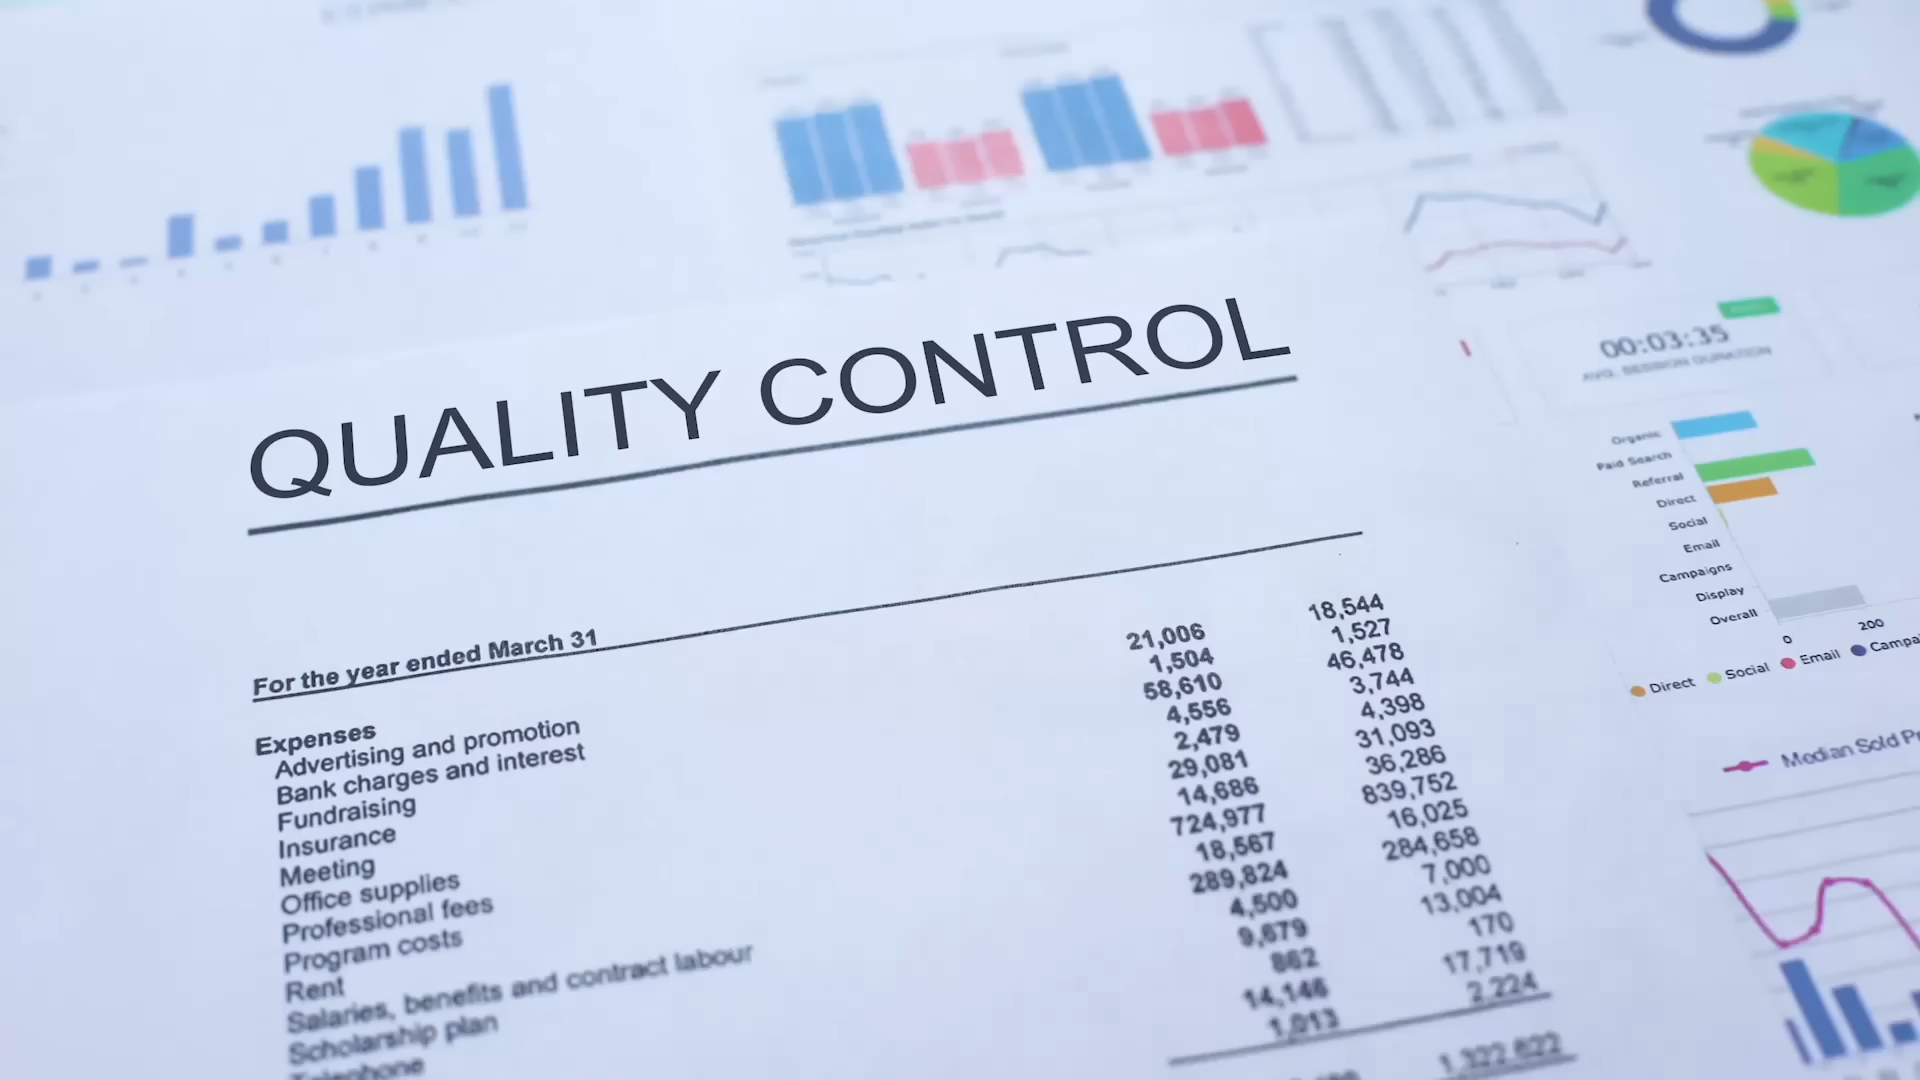 QUALITY CONTROL
For the year ended March 31
Expenses
Advertising and promotion 21,006 18,544
Bank charges and interest 1,504 1,527
Fundraising 58,610 46,478
Insurance 4,556 3,744
Meeting 2,479 4,398
Office supplies 29,081 31,093
Professional fees 14,686 36,286
Program costs 724,977 839,752
Rent 18,567 16,025
Salaries, benefits and contract labour 289,824 284,658
Scholarship plan 4,500 7,000
Telephone 9,679 13,004
862 170
14,146 17,719
1,013 2,224
1,322,622
00:03:35
AVG. SESSION DURATION
Organic
Paid Search
Referral
Direct
Social
Email
Campaigns
Display
Overall
0 200
Direct Social Email
Median Sold